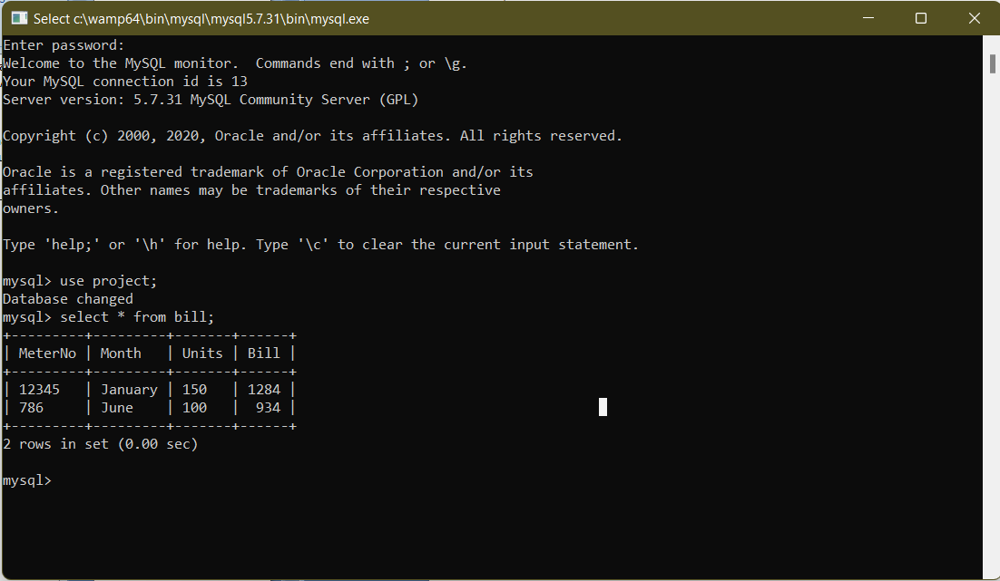 Select c:\wamp64\bin\mysql\mysql5.7.31\bin\mysql.exe
Enter password:
Welcome to the MySQL monitor.  Commands end with ; or \g.
Your MySQL connection id is 13
Server version: 5.7.31 MySQL Community Server (GPL)
Copyright (c) 2000, 2020, Oracle and/or its affiliates. All rights reserved.
Oracle is a registered trademark of Oracle Corporation and/or its
affiliates. Other names may be trademarks of their respective
owners.
Type 'help;' or '\h' for help. Type '\c' to clear the current input statement.
mysql> use project;
Database changed
mysql> select * from bill;
+---------+---------+-------+------+
| MeterNo | Month   | Units | Bill |
+---------+---------+-------+------+
| 12345   | January | 150   | 1284 |
| 786     | June    | 100   |  934 |
+---------+---------+-------+------+
2 rows in set (0.00 sec)
mysql>